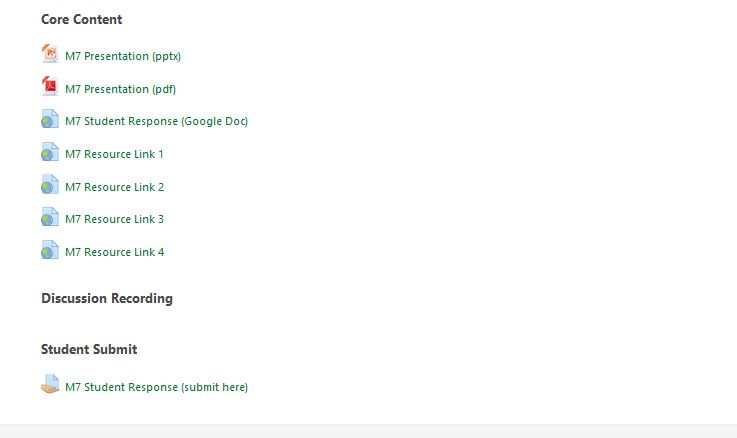 Core Content
M7 Presentation (pptx)
M7 Presentation (pdf)
M7 Student Response (Google Doc)
M7 Resource Link 1
M7 Resource Link 2
M7 Resource Link 3
M7 Resource Link 4
Discussion Recording
Student Submit
M7 Student Response (submit here)